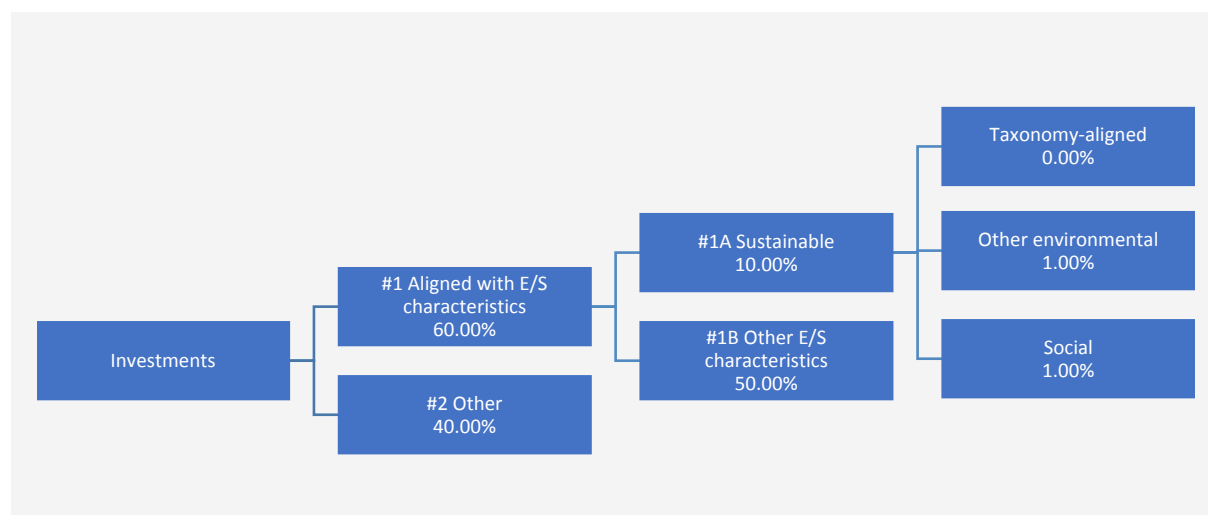 Investments
#1 Aligned with E/S
characteristics
60.00%
#2 Other
40.00%
#1A Sustainable
10.00%
#1B Other E/S
characteristics
50.00%
Taxonomy-aligned
0.00%
Other environmental
1.00%
Social
1.00%